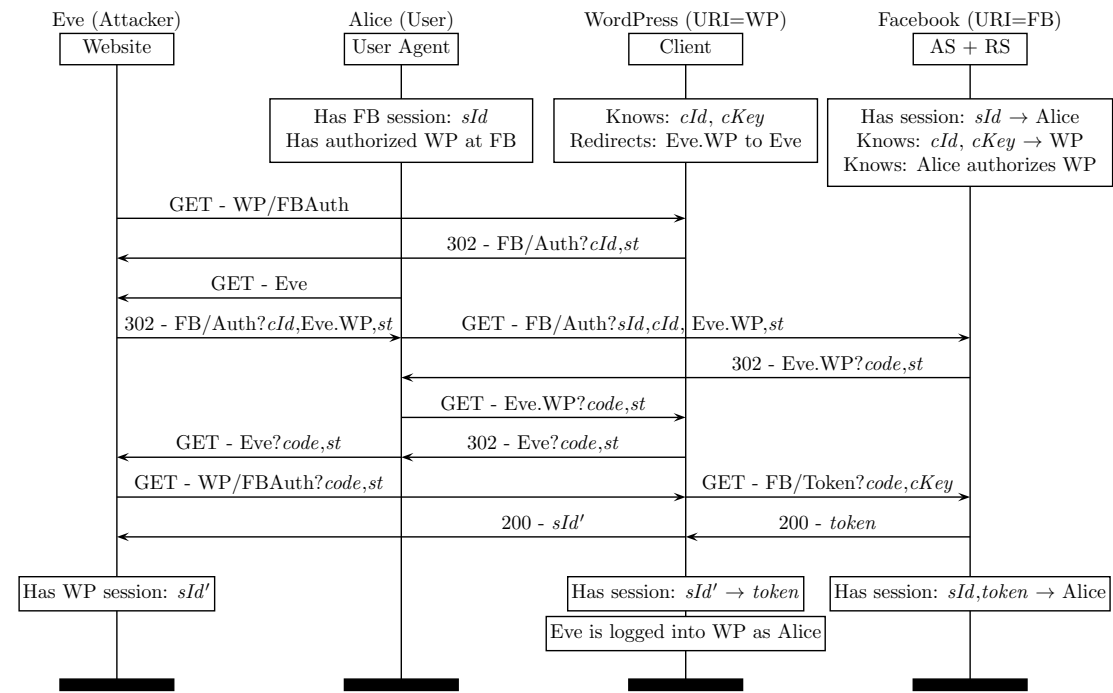 Eve (Attacker)
Alice (User)
WordPress (URI=WP)
Facebook (URI=FB)
Website
User Agent
Client
AS + RS
Has FB session: sId
Has authorized WP at FB
Knows: cId, cKey
Redirects: Eve.WP to Eve
Has session: sId → Alice
Knows: cId, cKey → WP
Knows: Alice authorizes WP
GET - WP/FBAuth
302 - FB/Auth?cId,st
GET - Eve
302 - FB/Auth?cId,Eve.WP,st
GET - FB/Auth?sId,cId, Eve.WP,st
302 - Eve.WP?code,st
GET - Eve.WP?code,st
GET - Eve?code,st
302 - Eve?code,st
GET - WP/FBAuth?code,st
GET - FB/Token?code,cKey
200 - sId′
200 - token
Has WP session: sId′
Has session: sId′ → token
Has session: sId,token → Alice
Eve is logged into WP as Alice